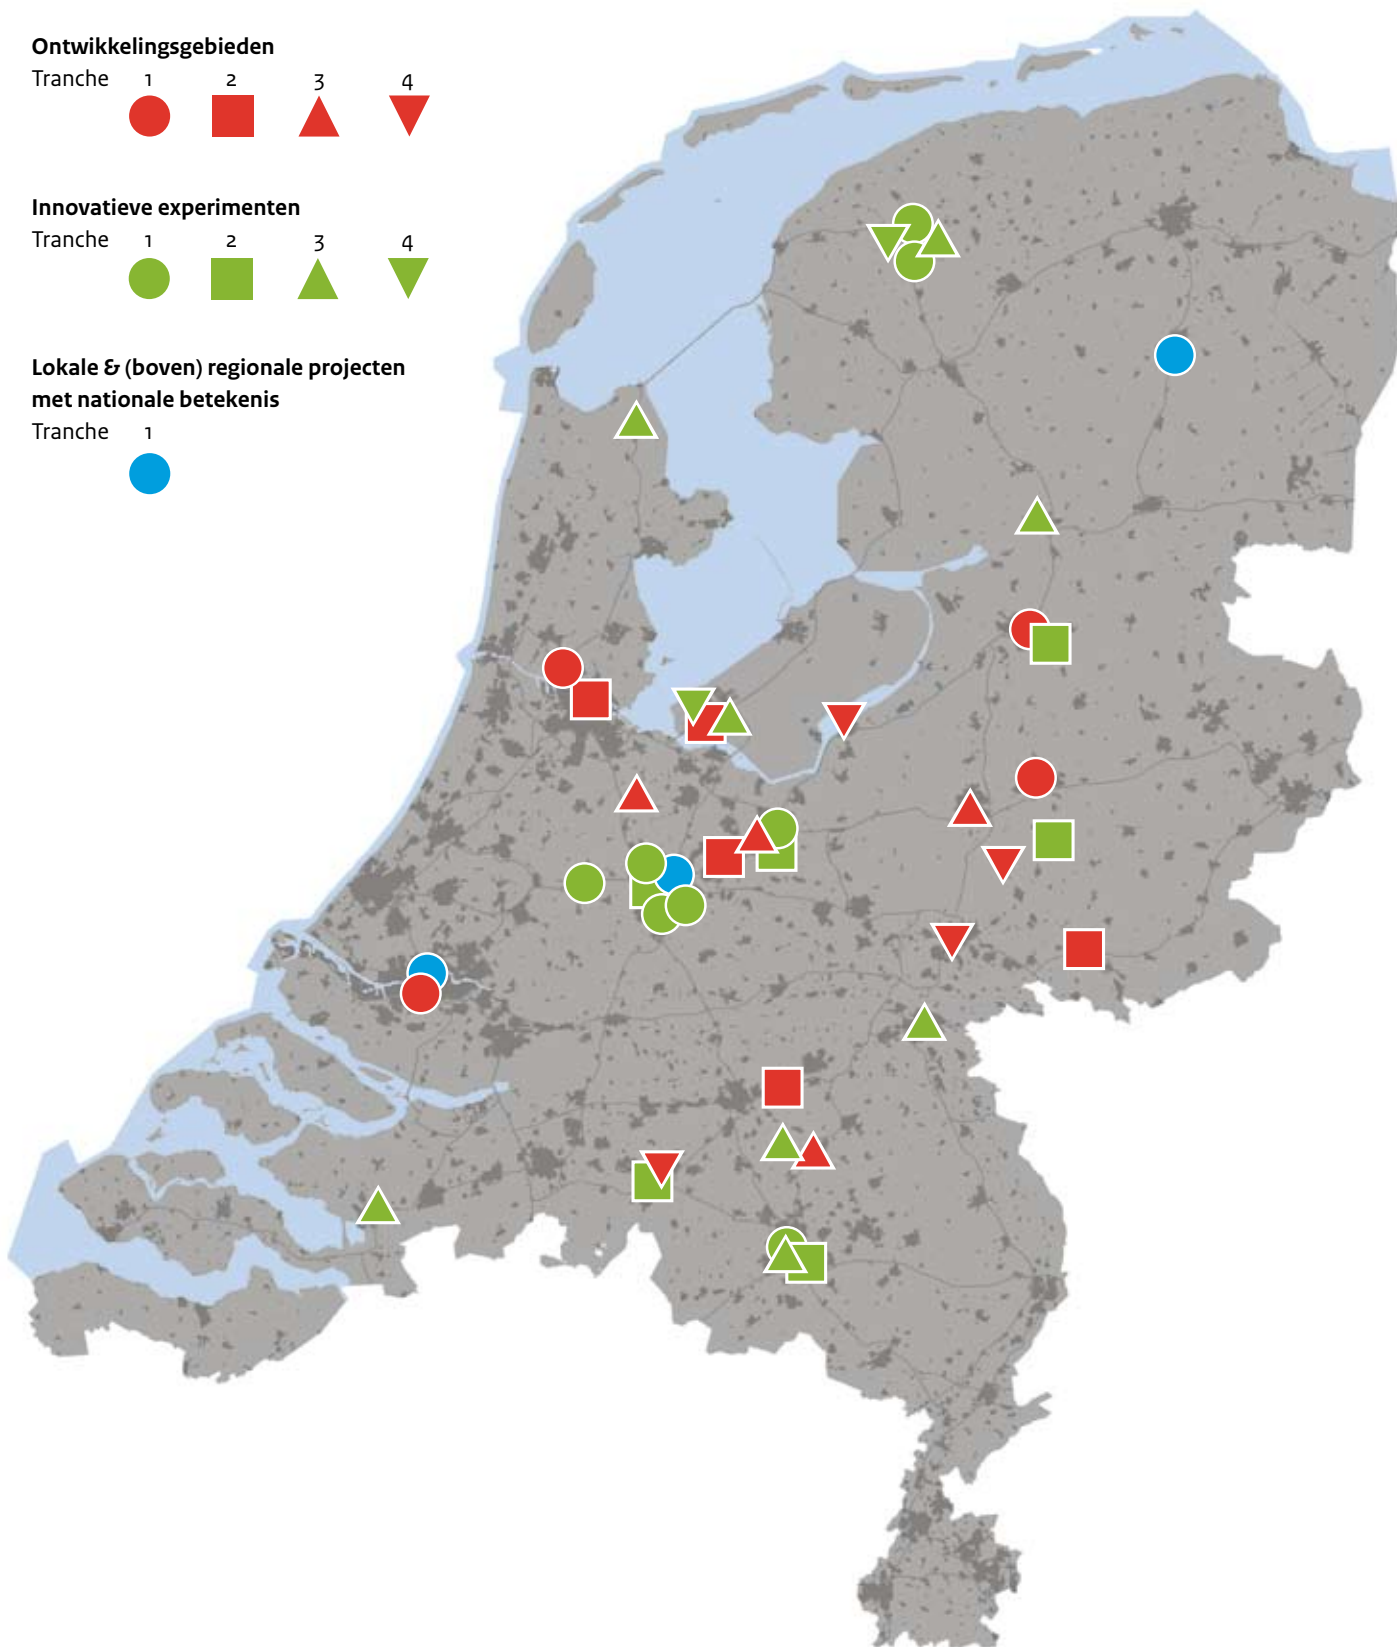 Ontwikkelingsgebieden
Tranche 1 2 3 4
Innovatieve experimenten
Tranche 1 2 3 4
Lokale & (boven) regionale projecten
met nationale betekenis
Tranche 1